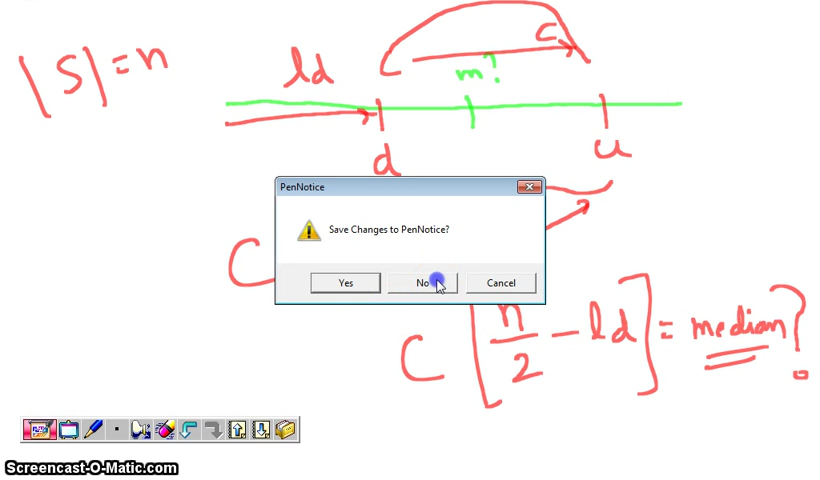 |S| = n
ld
C
m?
d
u
PenNotice
Save Changes to PenNotice?
Yes
No
Cancel
C
C [n/2 - ld] = median?
Screencast-O-Matic.com